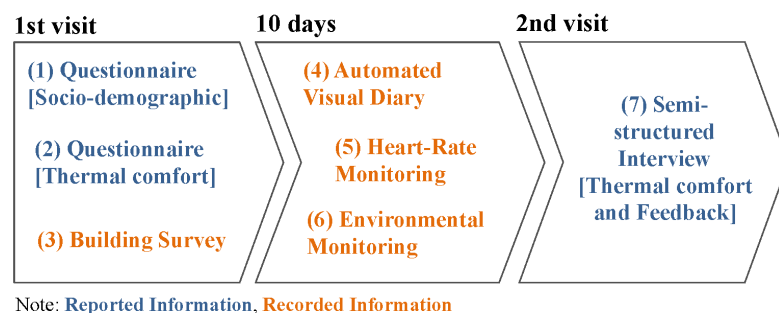 1st visit
(1) Questionnaire
[Socio-demographic]
(2) Questionnaire
[Thermal comfort]
(3) Building Survey
10 days
(4) Automated
Visual Diary
(5) Heart-Rate
Monitoring
(6) Environmental
Monitoring
2nd visit
(7) Semi-
structured
Interview
[Thermal comfort
and Feedback]
Note: Reported Information, Recorded Information